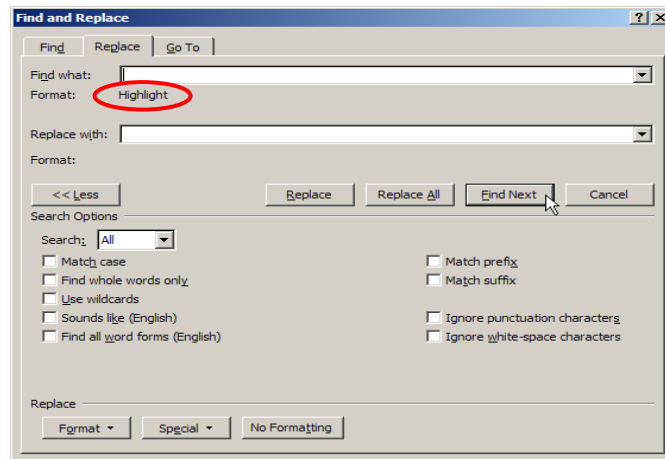 Find and Replace
Find Replace Go To
Find what:
Format: Highlight
Replace with:
Format:
<< Less Replace Replace All Find Next Cancel
Search Options
Search: All
Match case Match prefix
Find whole words only Match suffix
Use wildcards
Sounds like (English) Ignore punctuation characters
Find all word forms (English) Ignore white-space characters
Replace
Format Special No Formatting